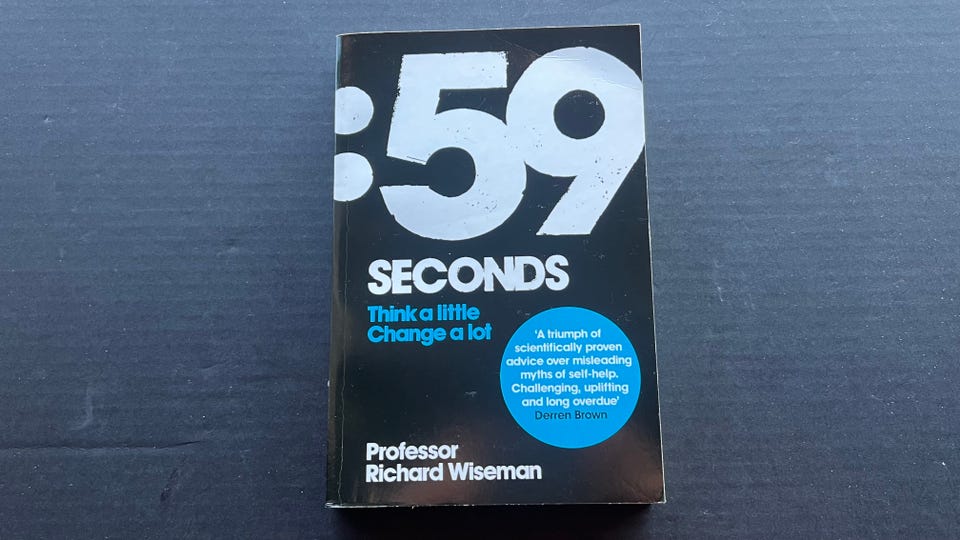 :59
SECONDS
Think a little
Change a lot
'A triumph of
scientifically proven
advice over misleading
myths of self-help.
Challenging, uplifting
and long overdue'
Derren Brown
Professor
Richard Wiseman